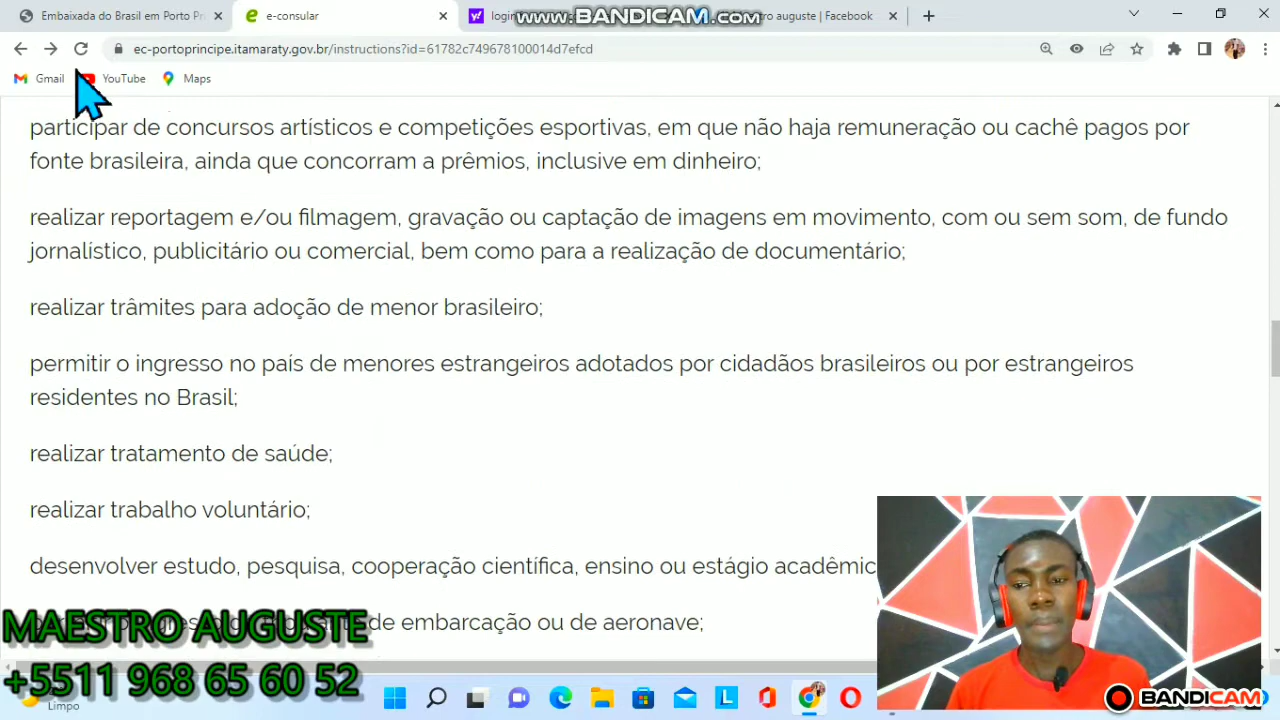 Embaixada do Brasil em Porto Pr
e-consular
login
www.BANDICAM.com
tro auguste | Facebook
ec-portoprincipe.itamaraty.gov.br/instructions?id=61782c749678100014d7efcd
Gmail YouTube Maps
participar de concursos artísticos e competições esportivas, em que não haja remuneração ou cachê pagos por
fonte brasileira, ainda que concorram a prêmios, inclusive em dinheiro;
realizar reportagem e/ou filmagem, gravação ou captação de imagens em movimento, com ou sem som, de fundo
jornalístico, publicitário ou comercial, bem como para a realização de documentário;
realizar trâmites para adoção de menor brasileiro;
permitir o ingresso no país de menores estrangeiros adotados por cidadãos brasileiros ou por estrangeiros
residentes no Brasil;
realizar tratamento de saúde;
realizar trabalho voluntário;
desenvolver estudo, pesquisa, cooperação científica, ensino ou estágio acadêmic
de embarcação ou de aeronave;
MAESTRO AUGUSTE
+5511 968 65 60 52
Limpo
BANDICAM